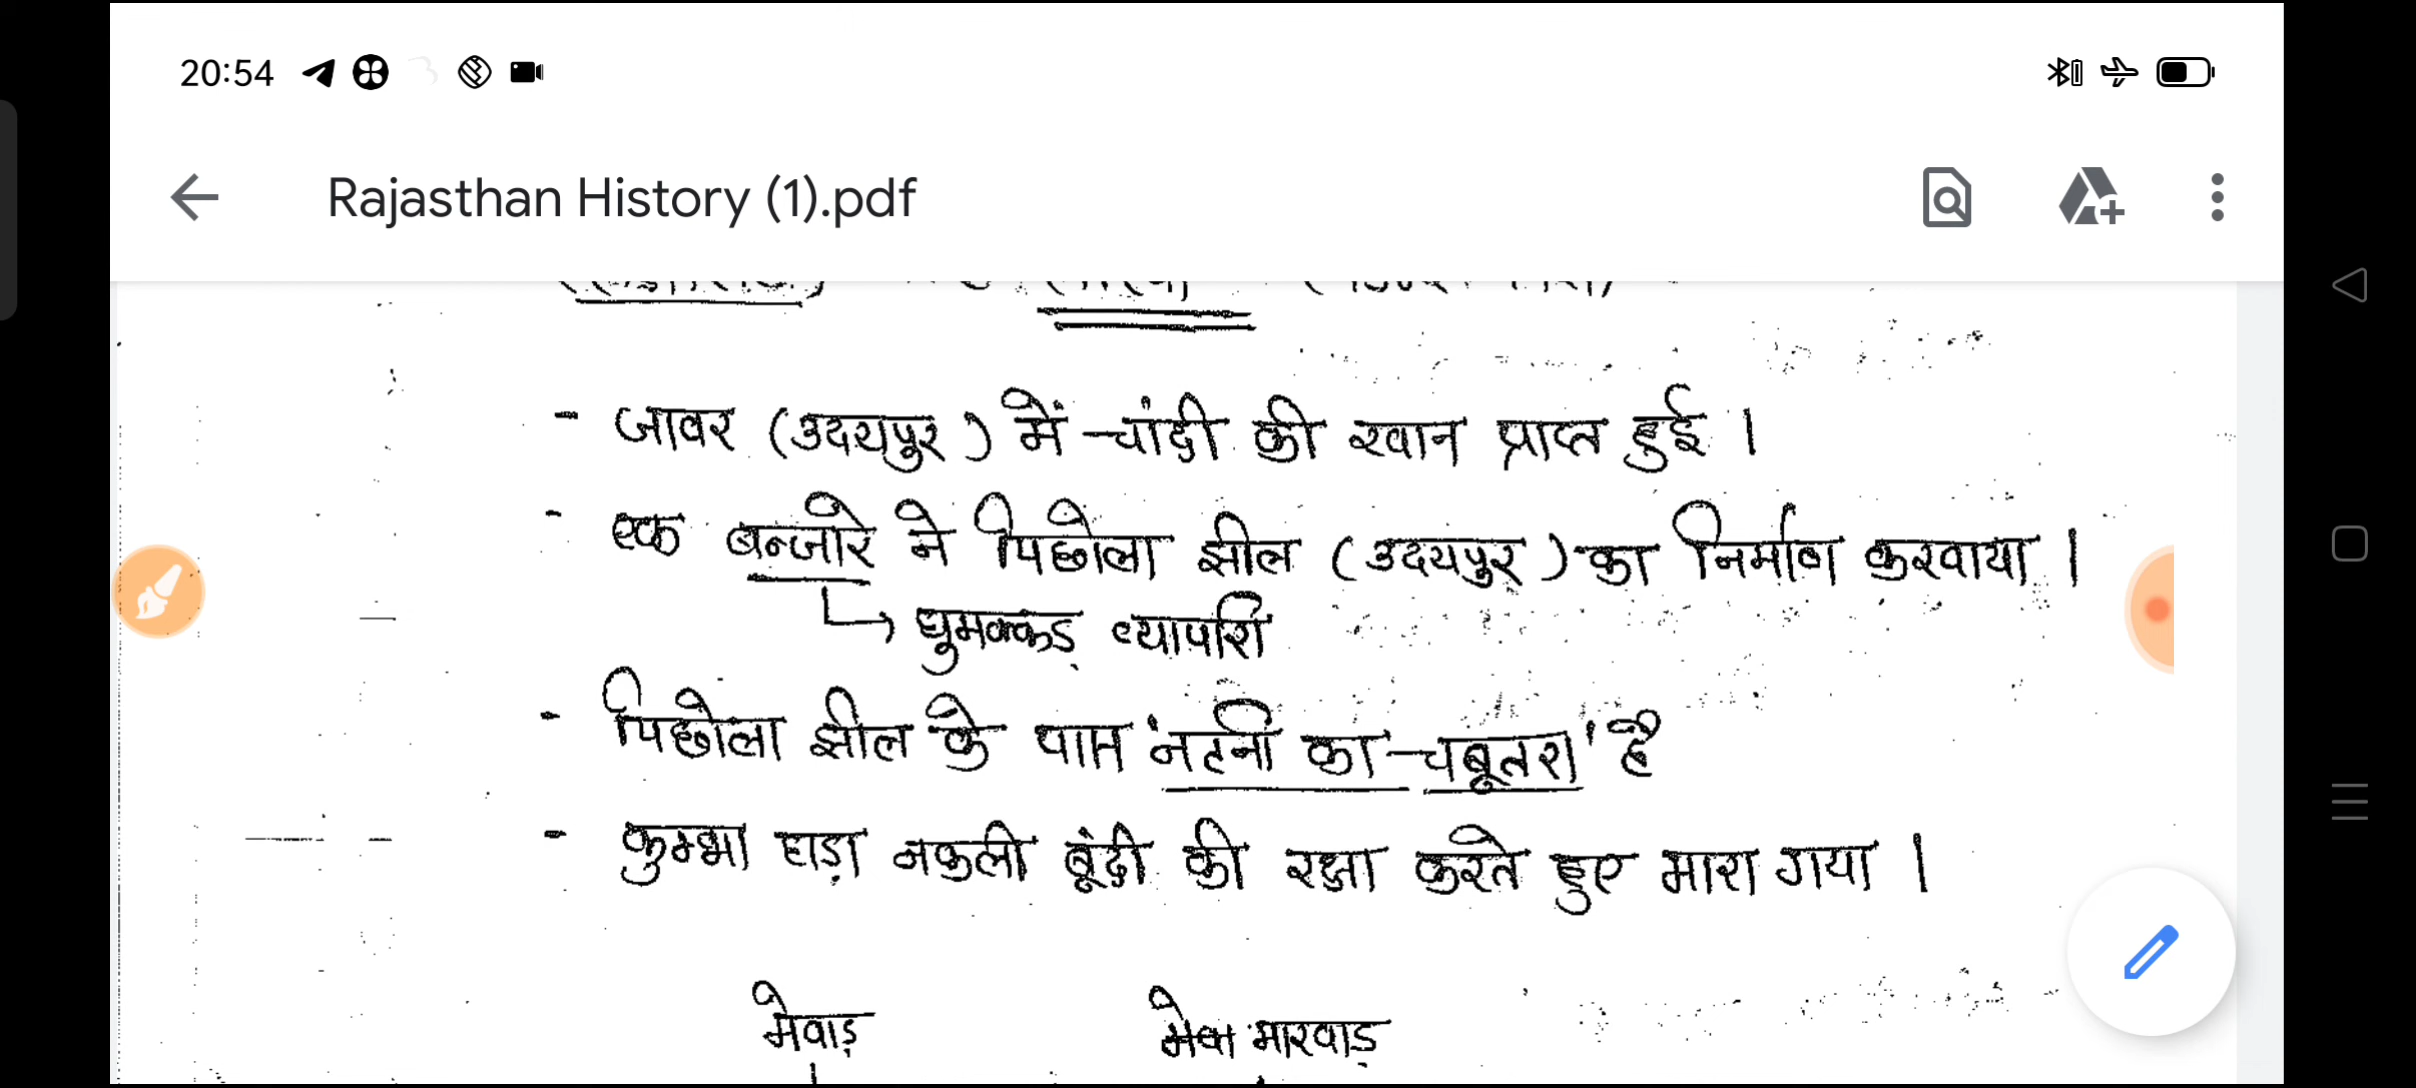 20:54
Rajasthan History (1).pdf
- जावर (उदयपुर) में चांदी की खान प्राप्त हुई।
- एक बन्जारे ने पिछोला झील (उदयपुर) का निर्माण करवाया।
घुमक्कड़ व्यापारी
- पिछोला झील के पास 'नटनी का चबूतरा' है
- कुम्भा हाड़ा नकली बूंदी की रक्षा करते हुए मारा गया।
मेवाड़ मेवा मारवाड़